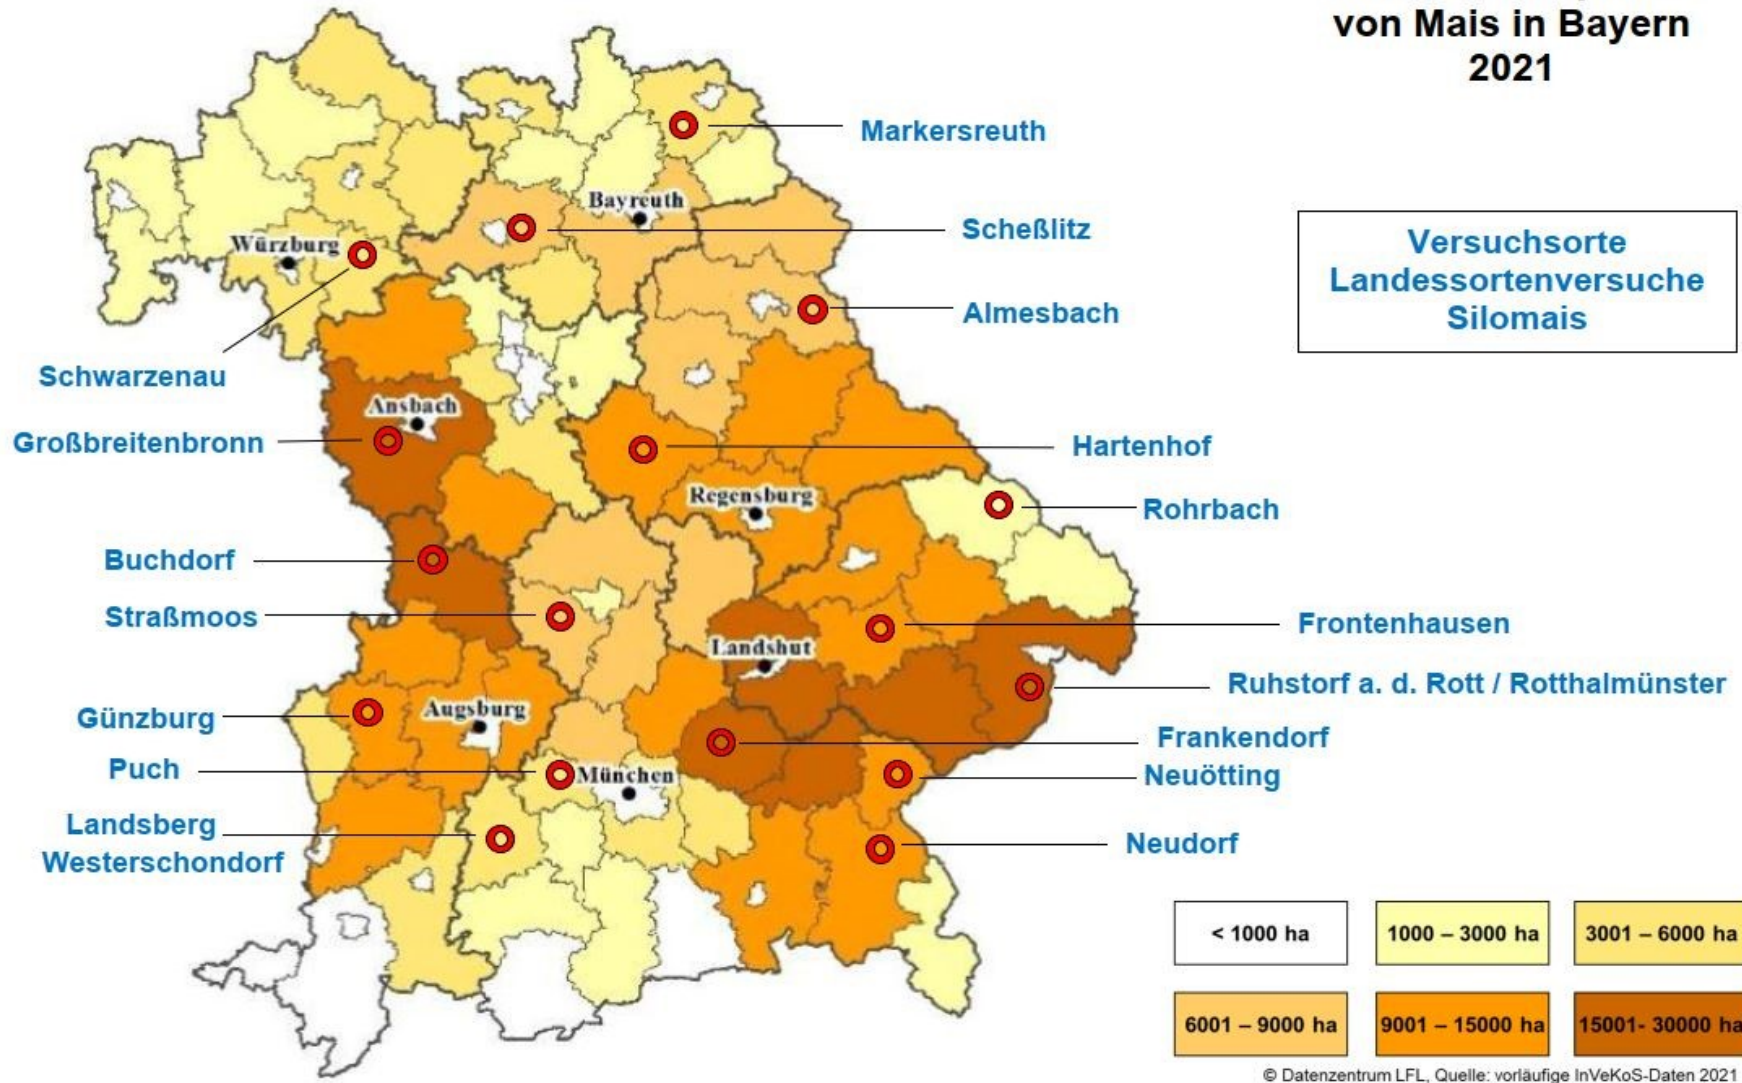 von Mais in Bayern
2021
Markersreuth
Bayreuth
Scheßlitz
Würzburg
Versuchsorte
Landessortenversuche
Silomais
Almesbach
Schwarzenau
Ansbach
Großbreitenbronn
Hartenhof
Regensburg
Rohrbach
Buchdorf
Straßmoos
Frontenhausen
Landshut
Ruhstorf a. d. Rott / Rotthalmünster
Günzburg
Augsburg
Frankendorf
Puch
München
Neuötting
Landsberg
Westerschondorf
Neudorf
< 1000 ha
1000 – 3000 ha
3001 – 6000 ha
6001 – 9000 ha
9001 – 15000 ha
15001- 30000 ha
© Datenzentrum LFL, Quelle: vorläufige InVeKoS-Daten 2021